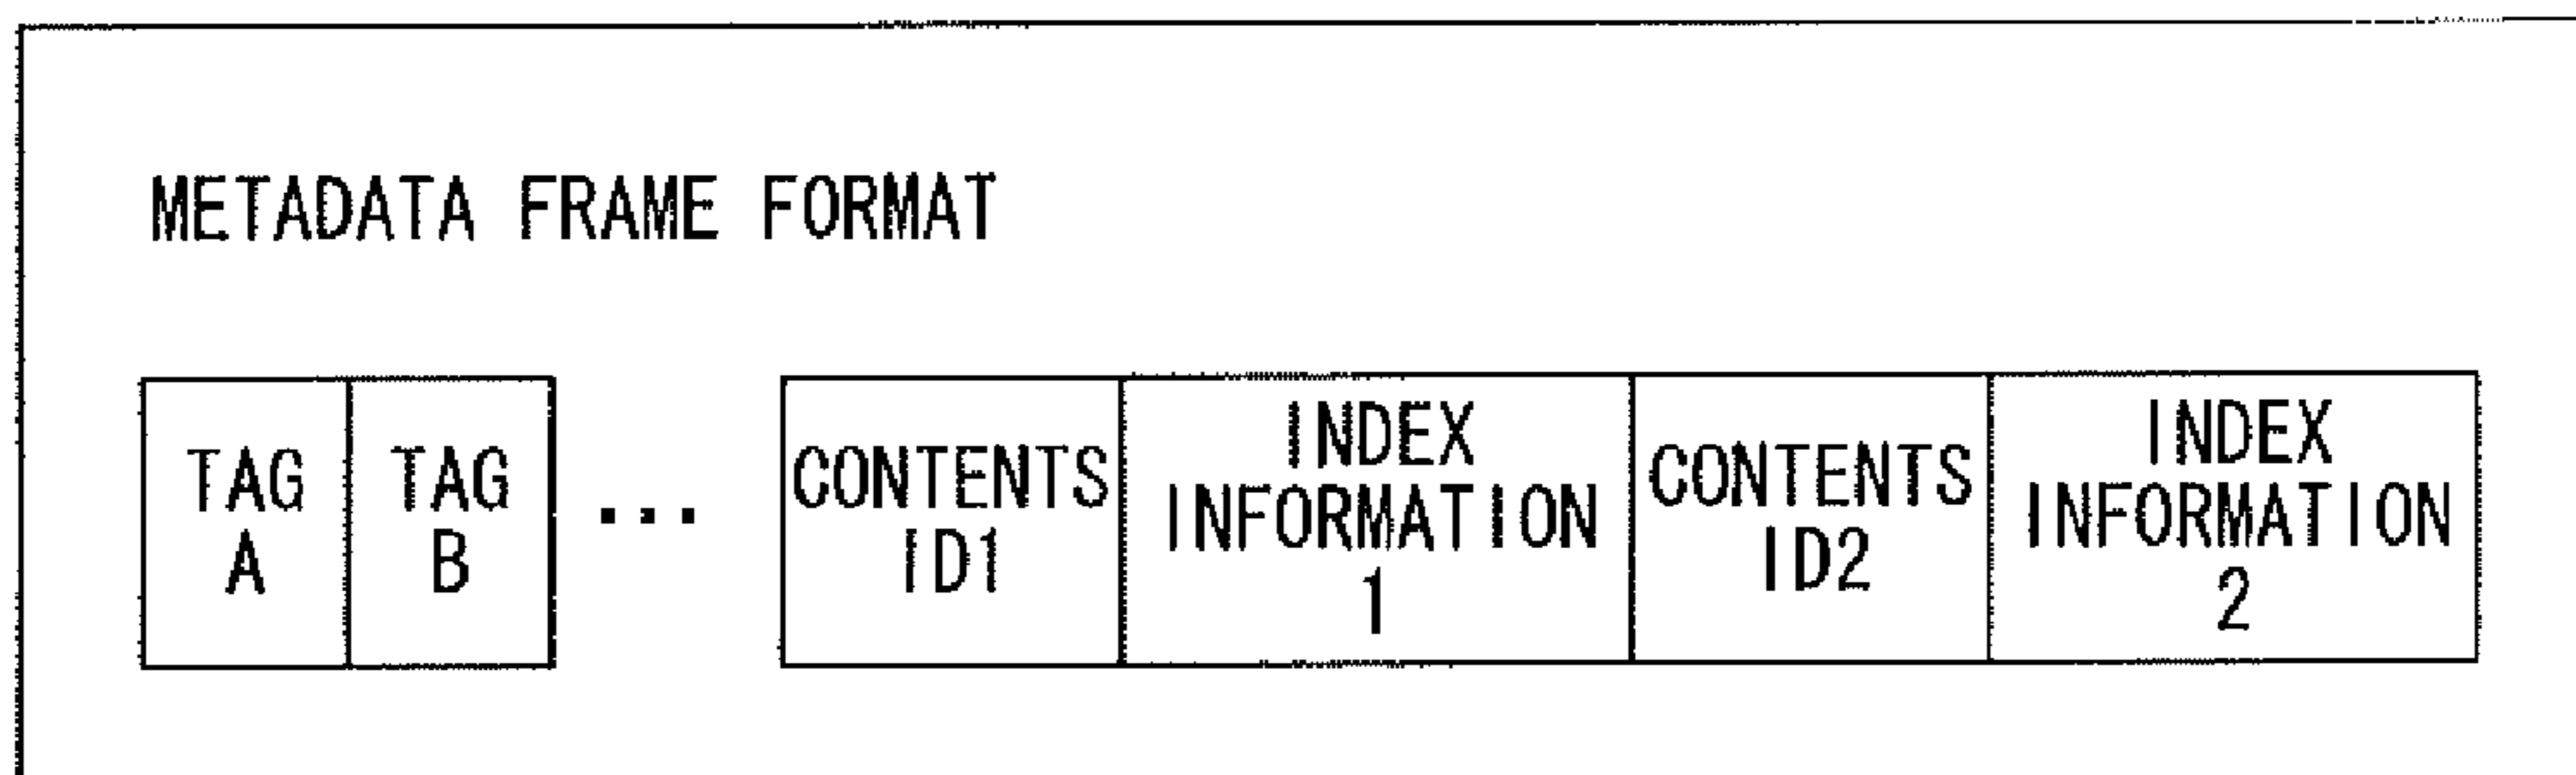 METADATA FRAME FORMAT
TAG
A
TAG
B
...
CONTENTS
ID1
INDEX
INFORMATION
1
CONTENTS
ID2
INDEX
INFORMATION
2